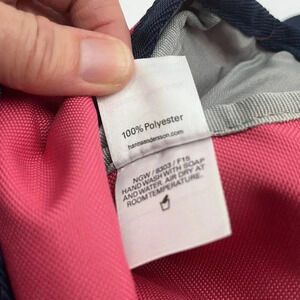 100% Polyester
hannaandersson.com
NGW / 8303 / F15
HAND WASH WITH SOAP
AND WATER. AIR DRY AT
ROOM TEMPERATURE.